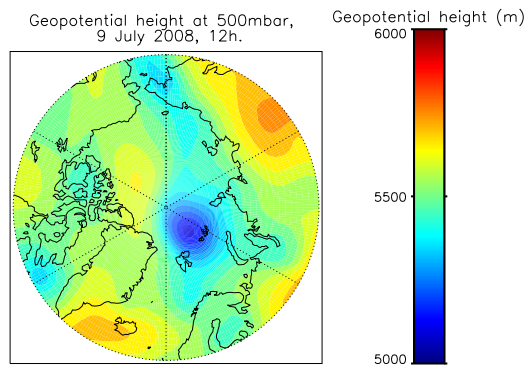 Geopotential height at 500mbar,
9 July 2008, 12h.
Geopotential height (m)
6000
5500
5000